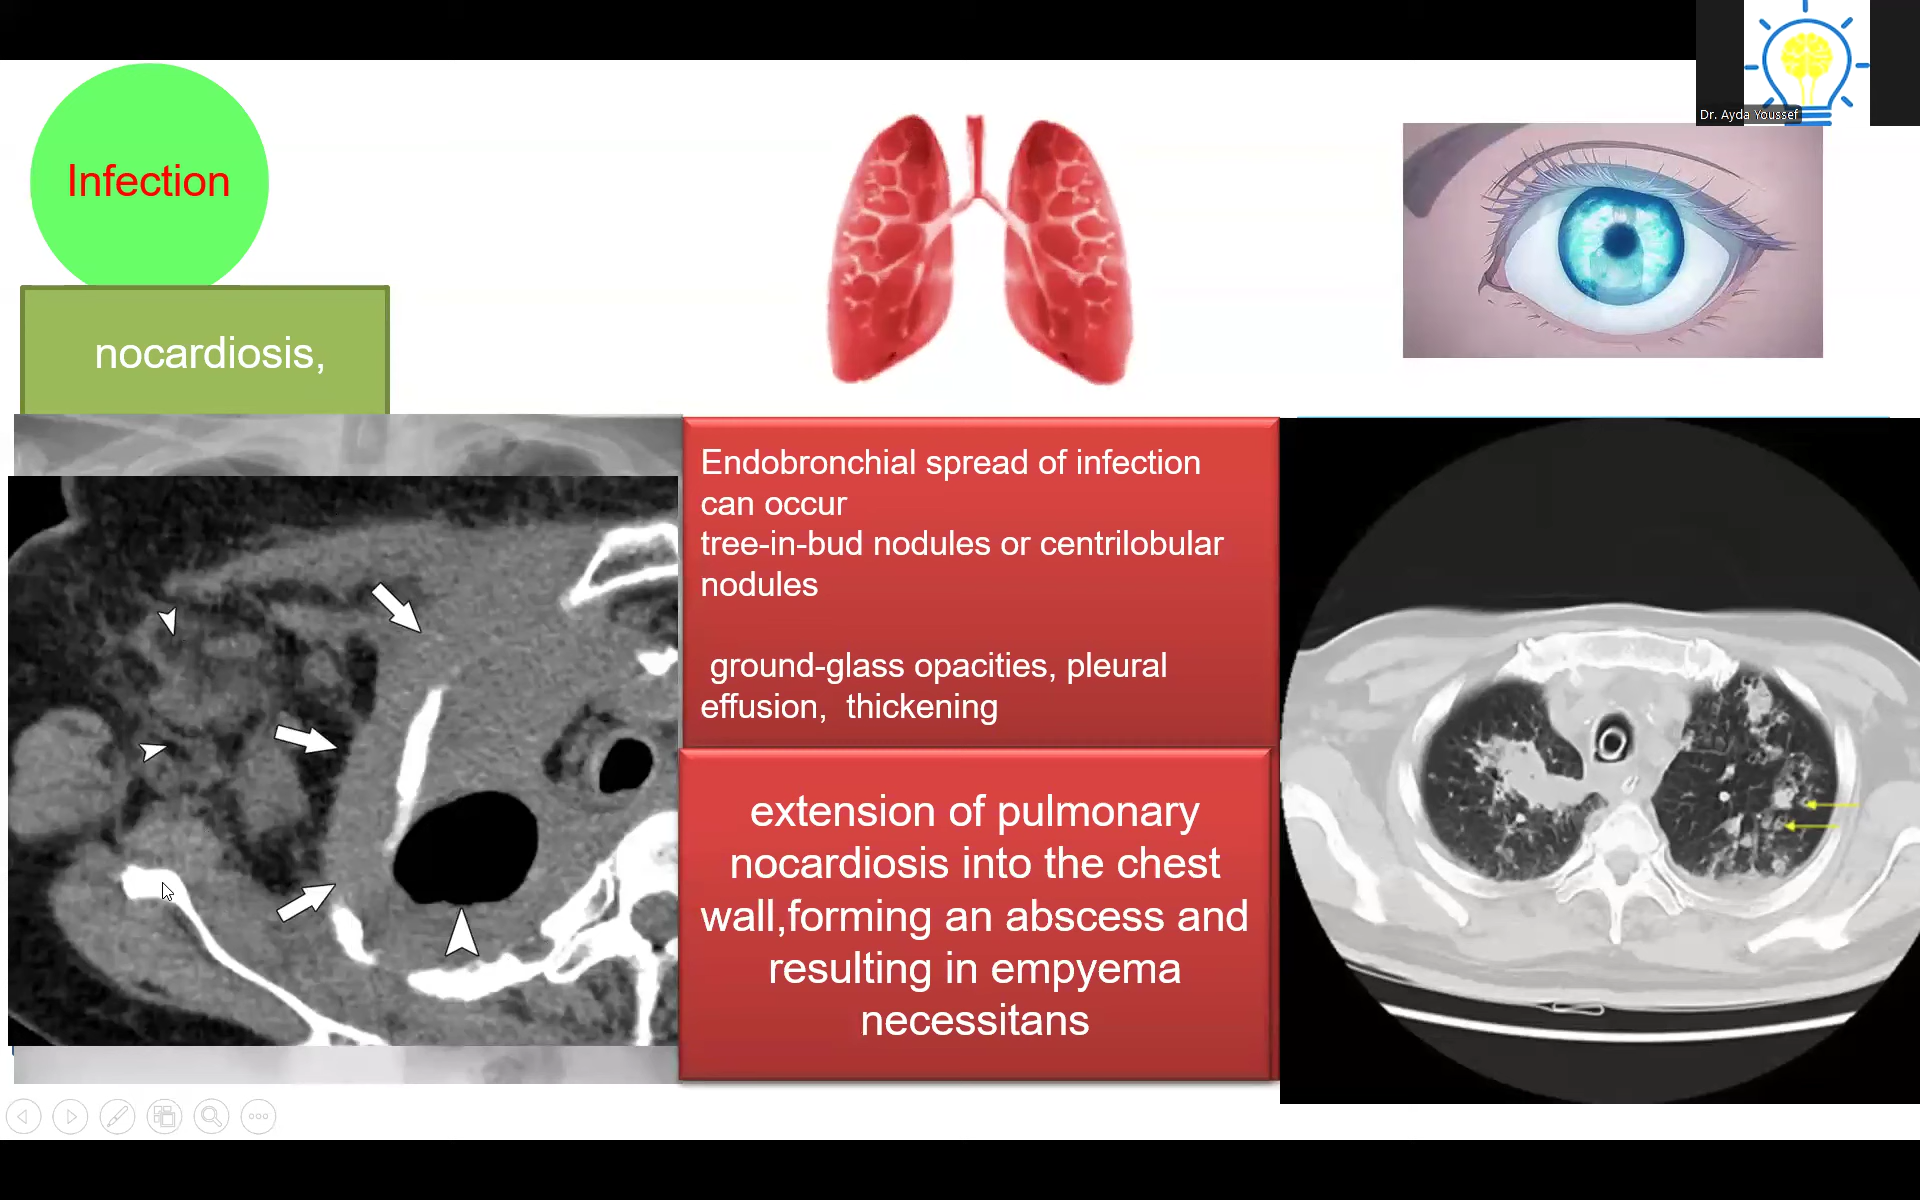 Dr. Ayda Youssef
Infection
nocardiosis,
Endobronchial spread of infection
can occur
tree-in-bud nodules or centrilobular
nodules
ground-glass opacities, pleural
effusion, thickening
extension of pulmonary
nocardiosis into the chest
wall,forming an abscess and
resulting in empyema
necessitans